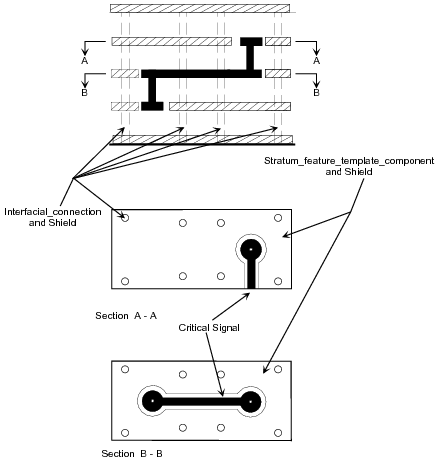 A A
B B
Stratum_feature_template_component
and Shield
Interfacial_connection
and Shield
Section A - A
Critical Signal
Section B - B